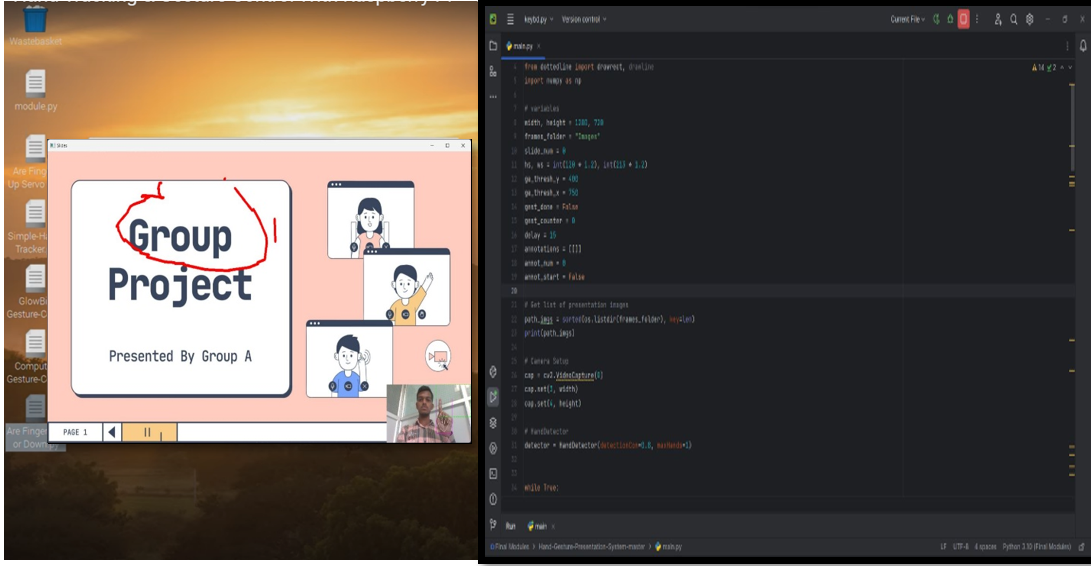 Wastebasket
module.py
Are Fing
Up Servo
Simple-Ha
Tracker.
GlowBi
Gesture-C
Comput
Gesture-C
Are Finger
or Down.py
Group
Project
Presented By Group A
PAGE 1
keybd.py
Version control
Current File
main.py
14
2
from dottedline import drawrect, drawline
import numpy as np
# variables
width, height = 1280, 720
frames_folder = "Images"
slide_num = 0
hs, ws = int(120 * 1.2), int(213 * 1.2)
ge_thresh_y = 400
ge_thresh_x = 750
gest_done = False
gest_counter = 0
delay = 15
annotations = [[]]
annot_num = 0
annot_start = False
# Get list of presentation images
path_imgs = sorted(os.listdir(frames_folder), key=len)
print(path_imgs)
# Camera Setup
cap = cv2.VideoCapture(0)
cap.set(3, width)
cap.set(4, height)
# HandDetector
detector = HandDetector(detectionCon=0.8, maxHands=1)
while True:
Run
main
Final Modules > Hand-Gesture-Presentation-System-master > main.py
LF UTF-8 4 spaces Python 3.10 (Final Modules)